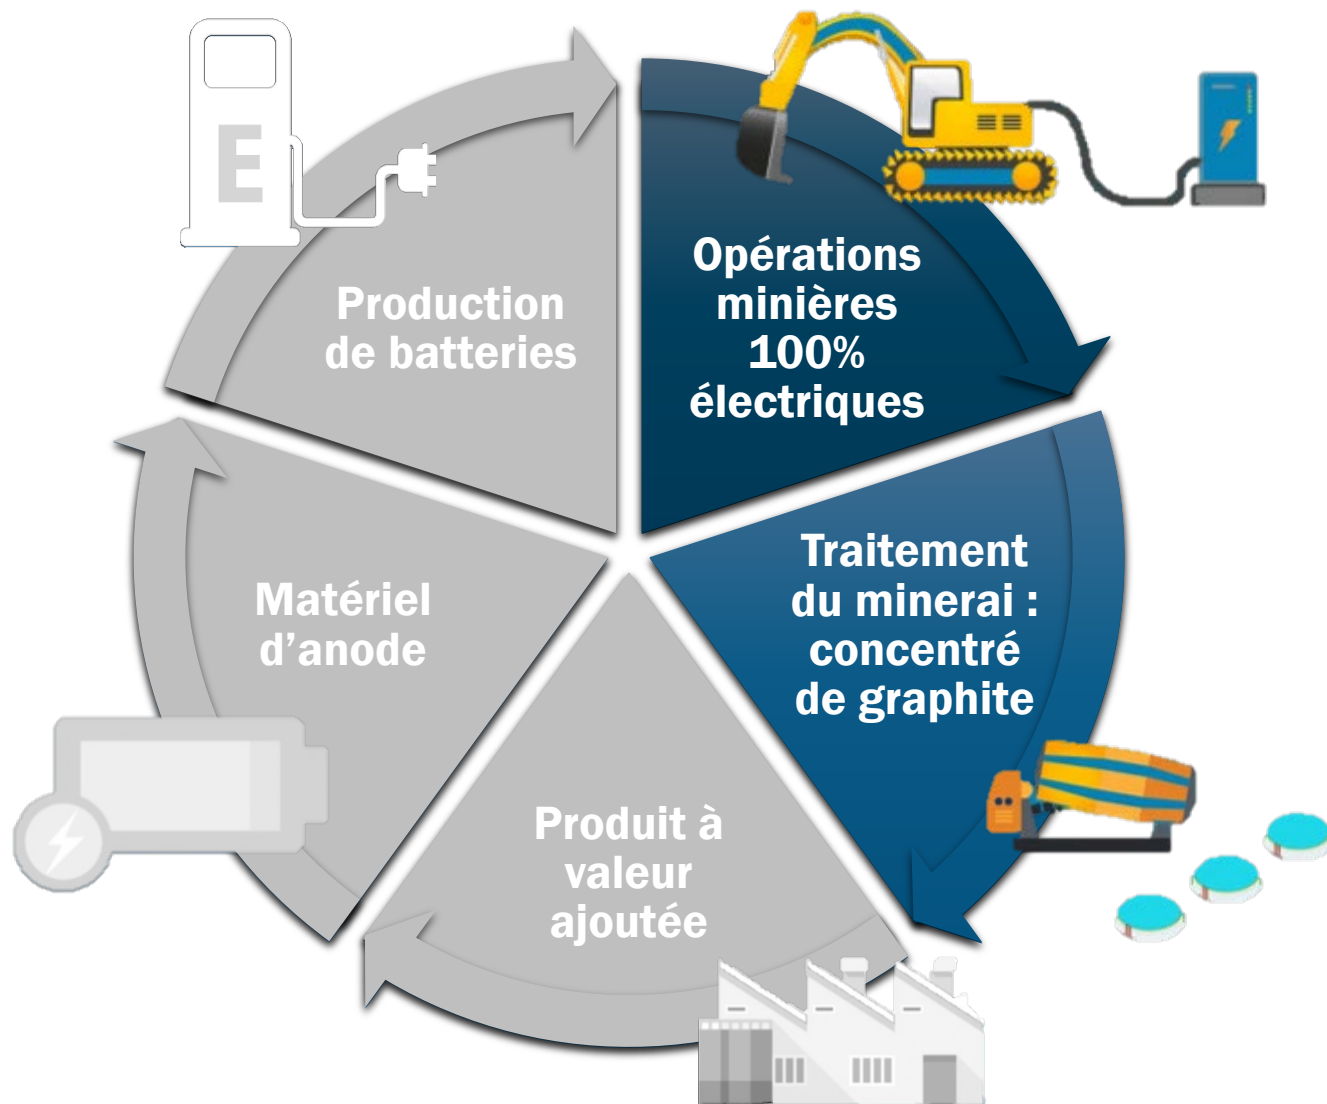 E
Production
de batteries
Opérations
minières
100%
électriques
Traitement
du minerai :
concentré
de graphite
Produit à
valeur
ajoutée
Matériel
d’anode